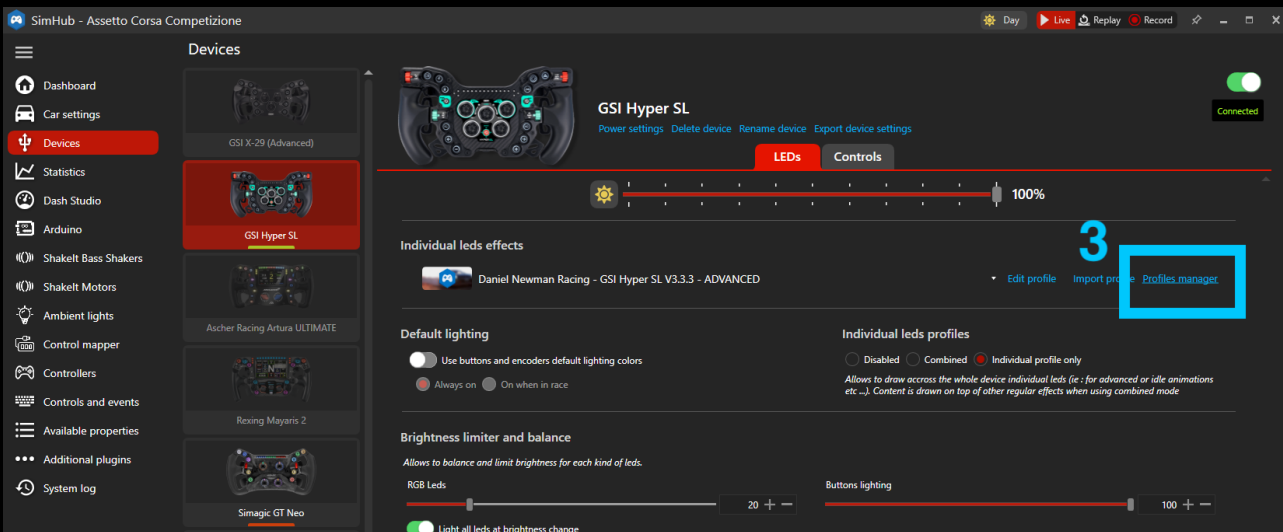 SimHub - Assetto Corsa Competizione
Day
Live
Replay
Record
Devices
Dashboard
Car settings
Devices
Statistics
Dash Studio
Arduino
ShakeIt Bass Shakers
ShakeIt Motors
Ambient lights
Control mapper
Controllers
Controls and events
Available properties
Additional plugins
System log
GSI X-29 (Advanced)
GSI Hyper SL
Ascher Racing Artura ULTIMATE
Rexing Mayaris 2
Simagic GT Neo
GSI Hyper SL
Power settings Delete device Rename device Export device settings
Connected
LEDs Controls
100%
3
Individual leds effects
Daniel Newman Racing - GSI Hyper SL V3.3.3 - ADVANCED
Edit profile Import Profiles manager
Default lighting
Use buttons and encoders default lighting colors
Always on On when in race
Individual leds profiles
Disabled Combined Individual profile only
Allows to draw accross the whole device individual leds (ie : for advanced or idle animations
etc ...). Content is drawn on top of other regular effects when using combined mode
Brightness limiter and balance
Allows to balance and limit brightness for each kind of leds.
RGB Leds
20
Buttons lighting
100
Light all leds at brightness change